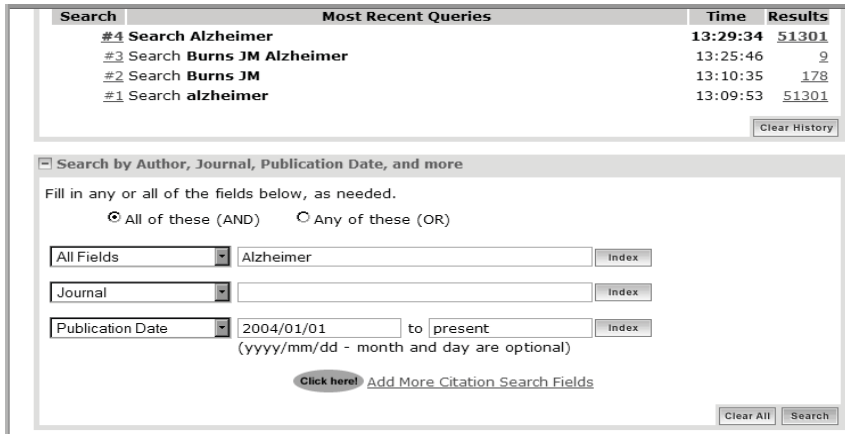 Search Most Recent Queries Time Results
#4 Search Alzheimer 13:29:34 51301
#3 Search Burns JM Alzheimer 13:25:46 9
#2 Search Burns JM 13:10:35 178
#1 Search alzheimer 13:09:53 51301
Clear History
Search by Author, Journal, Publication Date, and more
Fill in any or all of the fields below, as needed.
All of these (AND) Any of these (OR)
All Fields Alzheimer Index
Journal Index
Publication Date 2004/01/01 to present Index
(yyyy/mm/dd - month and day are optional)
Click here! Add More Citation Search Fields
Clear All Search